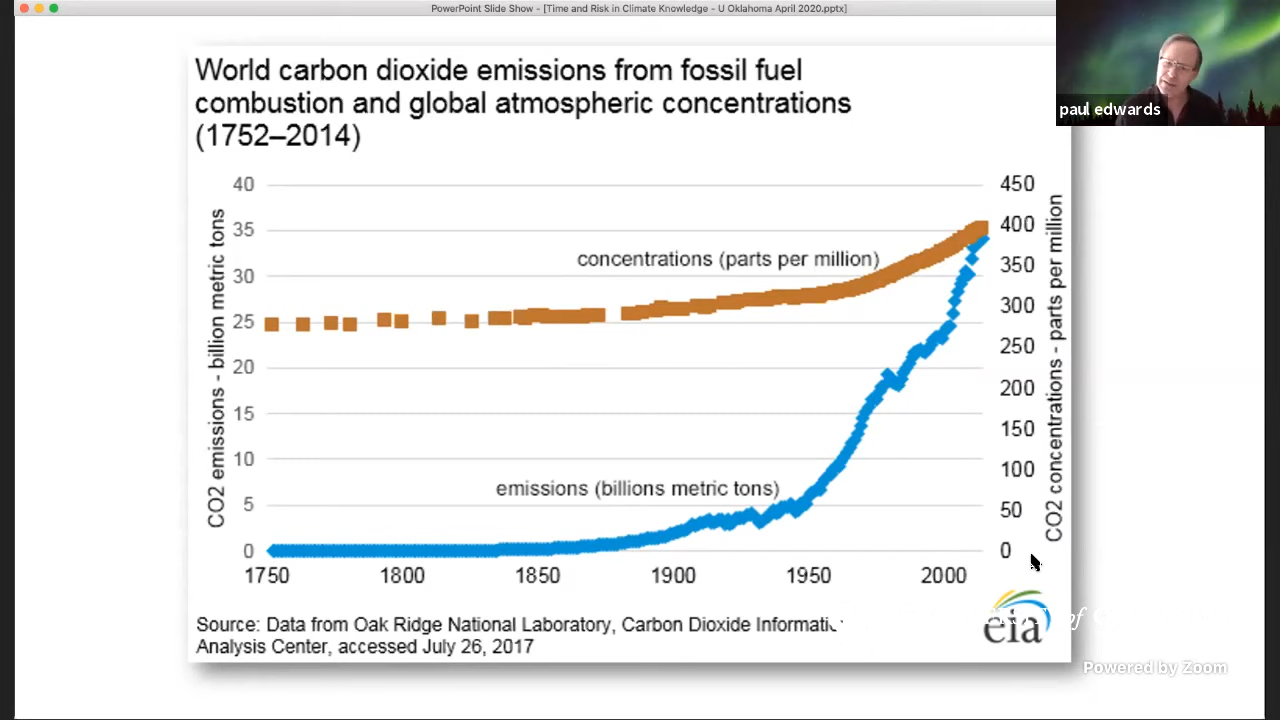 PowerPoint Slide Show - [Time and Risk in Climate Knowledge - U Oklahoma April 2020.pptx]
paul edwards
World carbon dioxide emissions from fossil fuel
combustion and global atmospheric concentrations
(1752–2014)
CO2 emissions - billion metric tons
40
35
30
25
20
15
10
5
0
concentrations (parts per million)
emissions (billions metric tons)
450
400
350
300
250
200
150
100
50
0
CO2 concentrations - parts per million
1750
1800
1850
1900
1950
2000
Source: Data from Oak Ridge National Laboratory, Carbon Dioxide
Analysis Center, accessed July 26, 2017
eia
of
Powered by Zoom